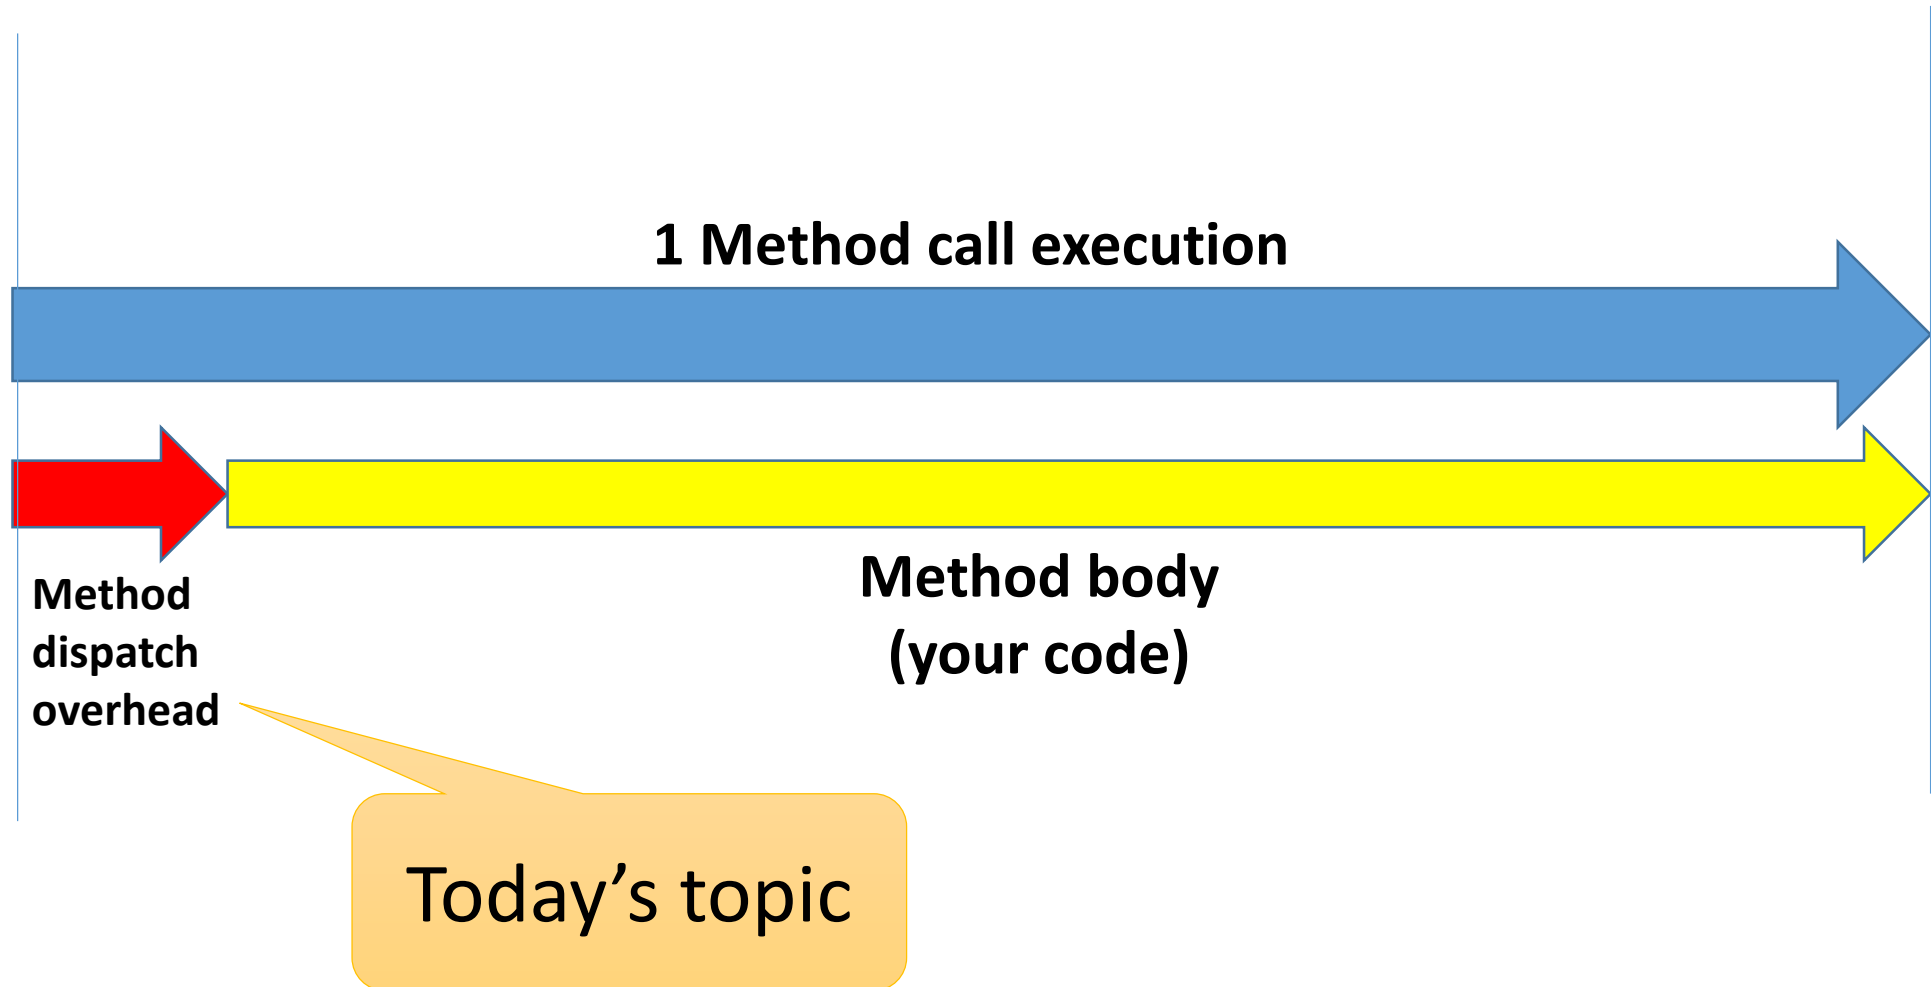 1 Method call execution
Method
dispatch
overhead
Method body
(your code)
Today’s topic